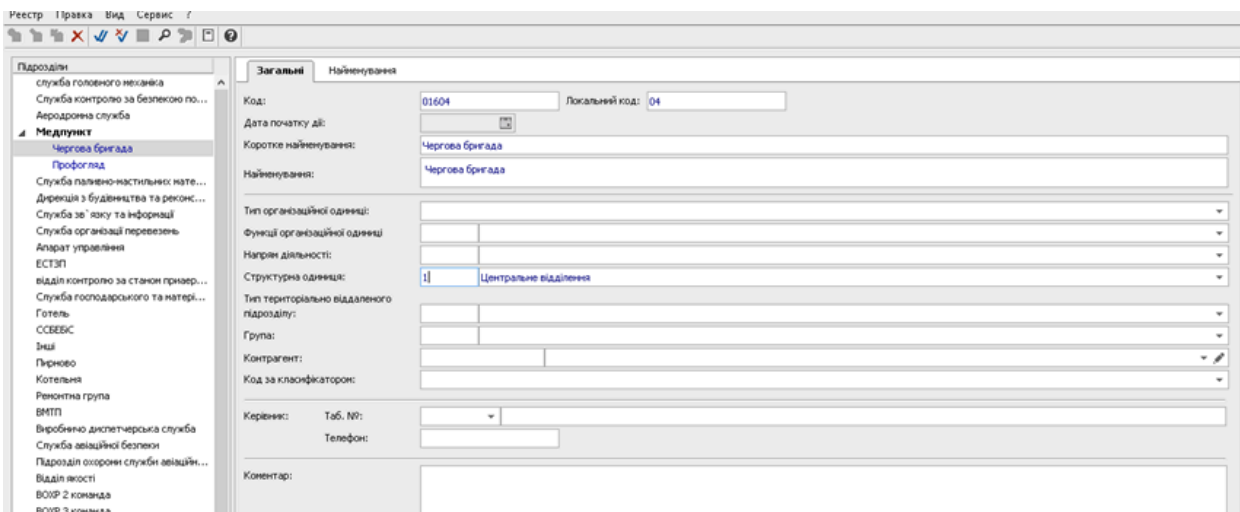 Реєстр Правка Вид Сервис ?
Підрозділи
служба головного механіка
Служба контролю за безпекою по...
Аеродромна служба
Медпункт
Чергова бригада
Профогляд
Служба паливно-мастильних мате...
Дирекція з будівництва та реконс...
Служба зв`язку та інформації
Служба організації перевезень
Апарат управління
ЕСТЗП
відділ контролю за станом приаер...
Служба господарського та матері...
Готель
ССБЕБіС
Інші
Пирново
Котельня
Ремонтна група
ВМТП
Виробничо диспетчерська служба
Служба авіаційної безпеки
Підрозділ охорони служби авіаційн...
Відділ якості
ВОХР 2 команда
ВОХР 3 команда
Загальні Найменування
Код: 01604 Локальний код: 04
Дата початку дії:
Коротке найменування: Чергова бригада
Найменування: Чергова бригада
Тип організаційної одиниці:
Функції організаційної одиниці
Напрям діяльності:
Структурна одиниця: 1 Центральне відділення
Тип територіально віддаленого
підрозділу:
Група:
Контрагент:
Код за класифікатором:
Керівник: Таб. №:
Телефон:
Коментар: